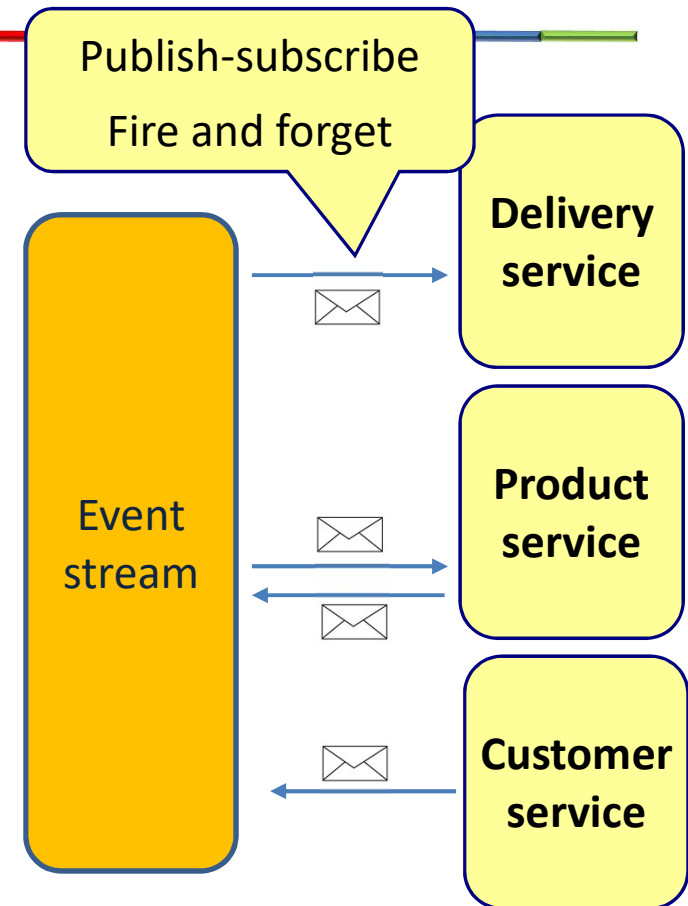 Publish-subscribe
Fire and forget
Delivery
service
Event
stream
Product
service
Customer
service